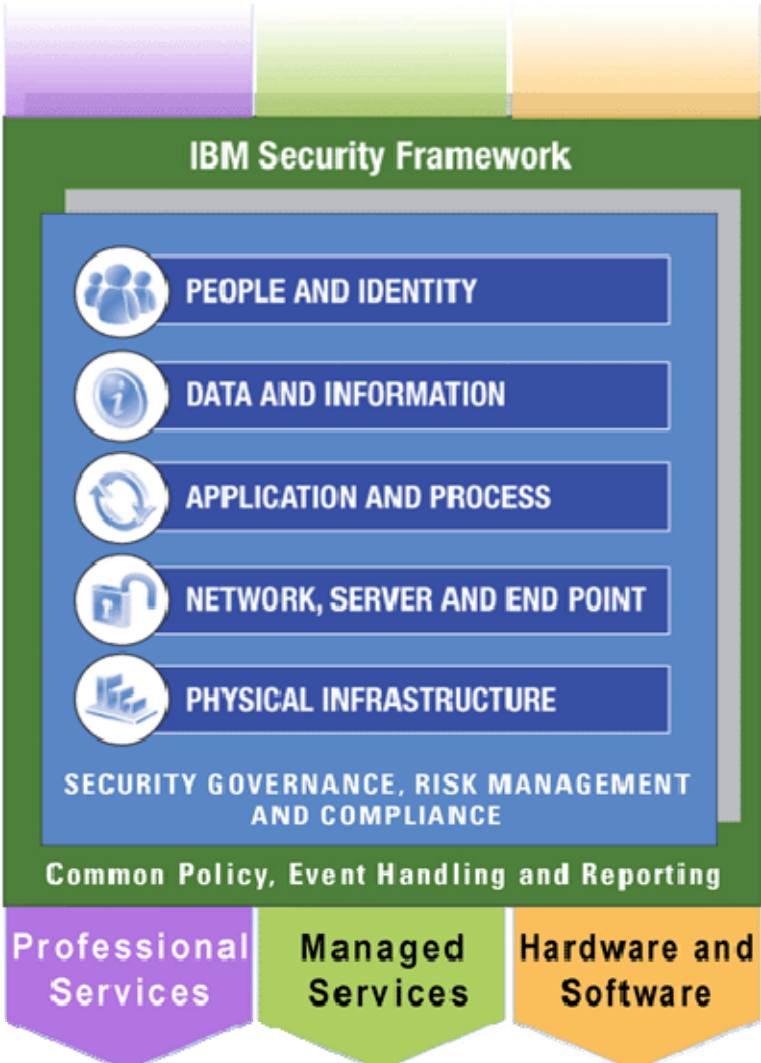 IBM Security Framework
PEOPLE AND IDENTITY
DATA AND INFORMATION
APPLICATION AND PROCESS
NETWORK, SERVER AND END POINT
PHYSICAL INFRASTRUCTURE
SECURITY GOVERNANCE, RISK MANAGEMENT
AND COMPLIANCE
Common Policy, Event Handling and Reporting
Professional
Services
Managed
Services
Hardware and
Software